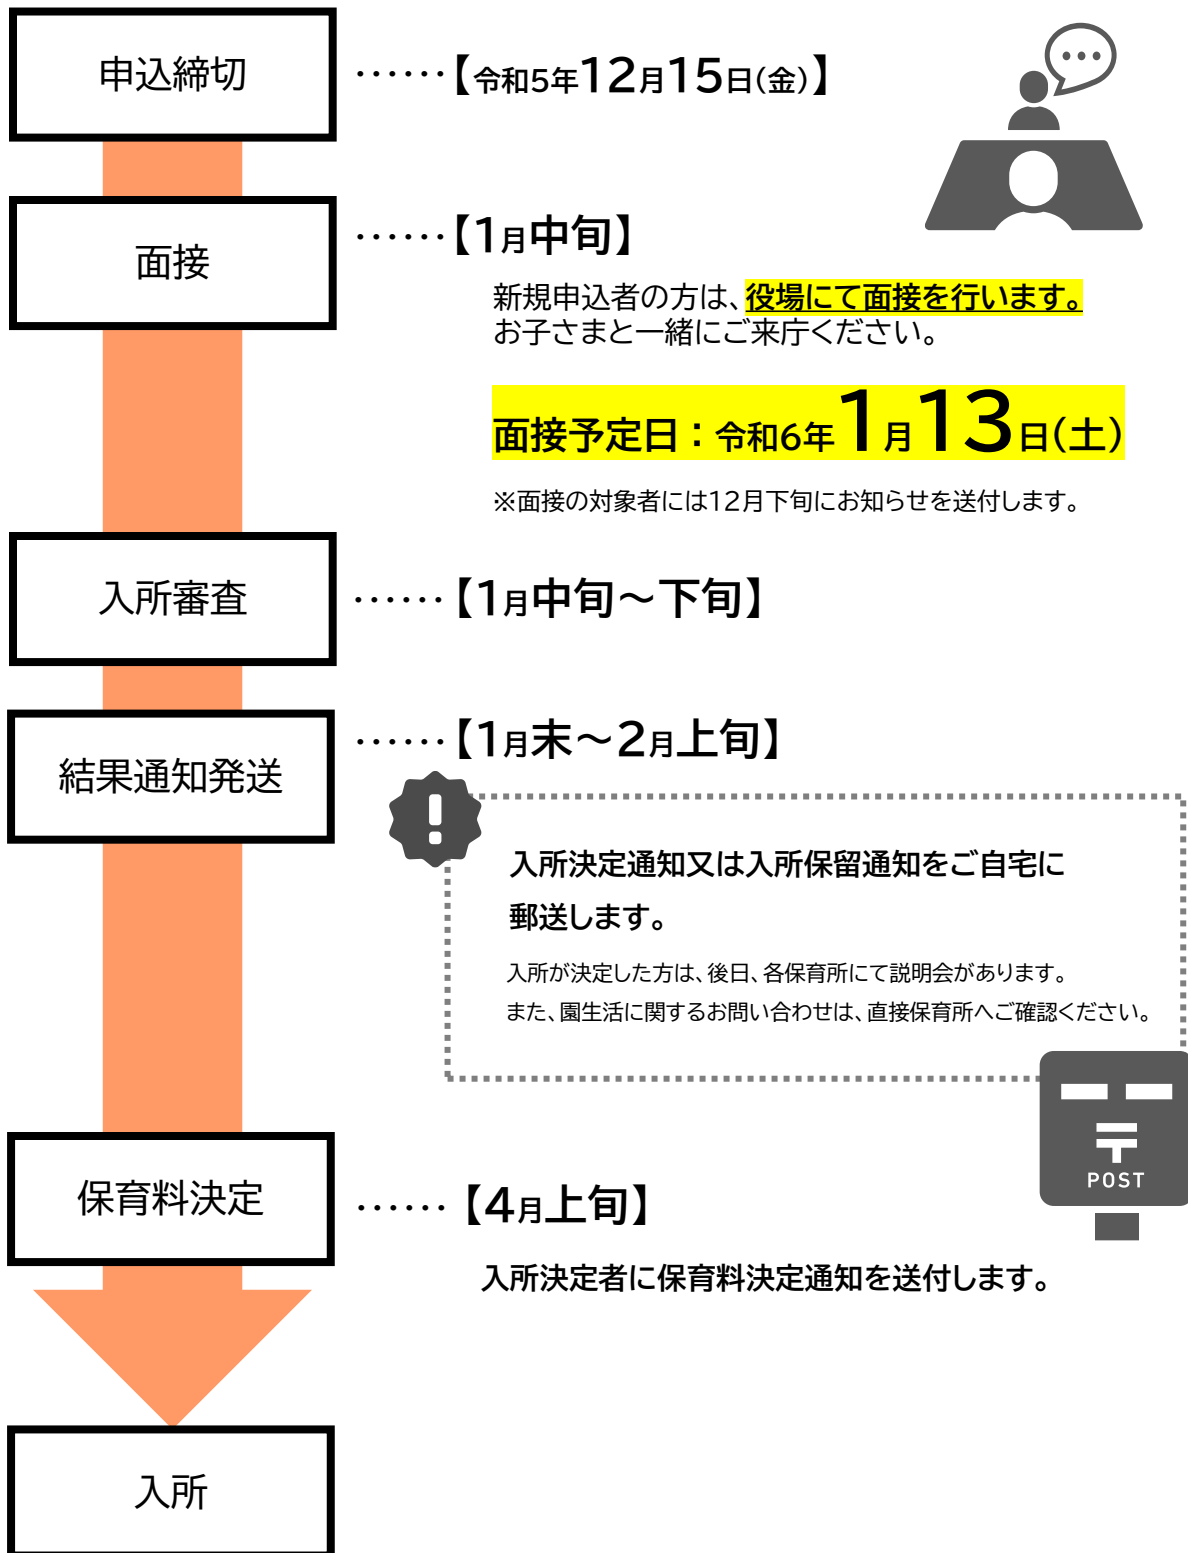 申込締切
……【令和5年12月15日(金)】
面接
……【1月中旬】
新規申込者の方は、役場にて面接を行います。
お子さまと一緒にご来庁ください。
面接予定日：令和6年1月13日(土)
※面接の対象者には12月下旬にお知らせを送付します。
入所審査
……【1月中旬～下旬】
結果通知発送
……【1月末～2月上旬】
入所決定通知又は入所保留通知をご自宅に
郵送します。
入所が決定した方は、後日、各保育所にて説明会があります。
また、園生活に関するお問い合わせは、直接保育所へご確認ください。
〒
POST
保育料決定
……【4月上旬】
入所決定者に保育料決定通知を送付します。
入所